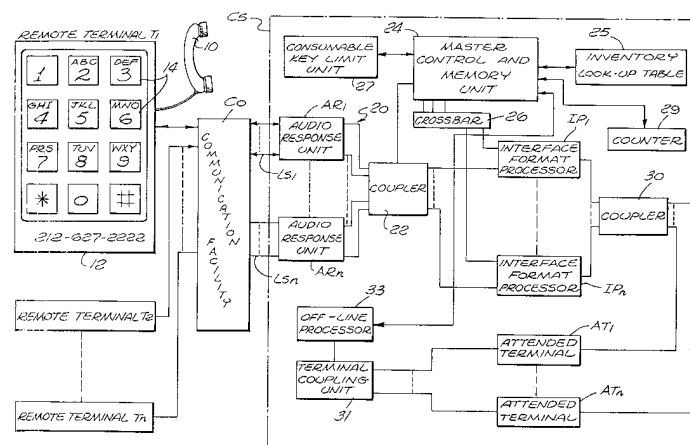 REMOTE TERMINAL T1
10
1
ABC
2
DEF
3
14
GHI
4
JKL
5
MNO
6
PRS
7
TUV
8
WXY
9
*
0
#
212-627-2222
12
REMOTE TERMINAL T2
REMOTE TERMINAL Tn
CO
COMMUNICATION
FACILITY
CS
CONSUMABLE
KEY LIMIT
UNIT
27
24
MASTER
CONTROL AND
MEMORY
UNIT
25
INVENTORY
LOOK-UP TABLE
COUNTER
29
CROSSBAR
26
AR1
20
AUDIO
RESPONSE
UNIT
LS1
AUDIO
RESPONSE
UNIT
LSn
ARn
COUPLER
22
IP1
INTERFACE
FORMAT
PROCESSOR
INTERFACE
FORMAT
PROCESSOR
IPn
30
COUPLER
33
OFF-LINE
PROCESSOR
TERMINAL
COUPLING
UNIT
31
AT1
ATTENDED
TERMINAL
ATn
ATTENDED
TERMINAL